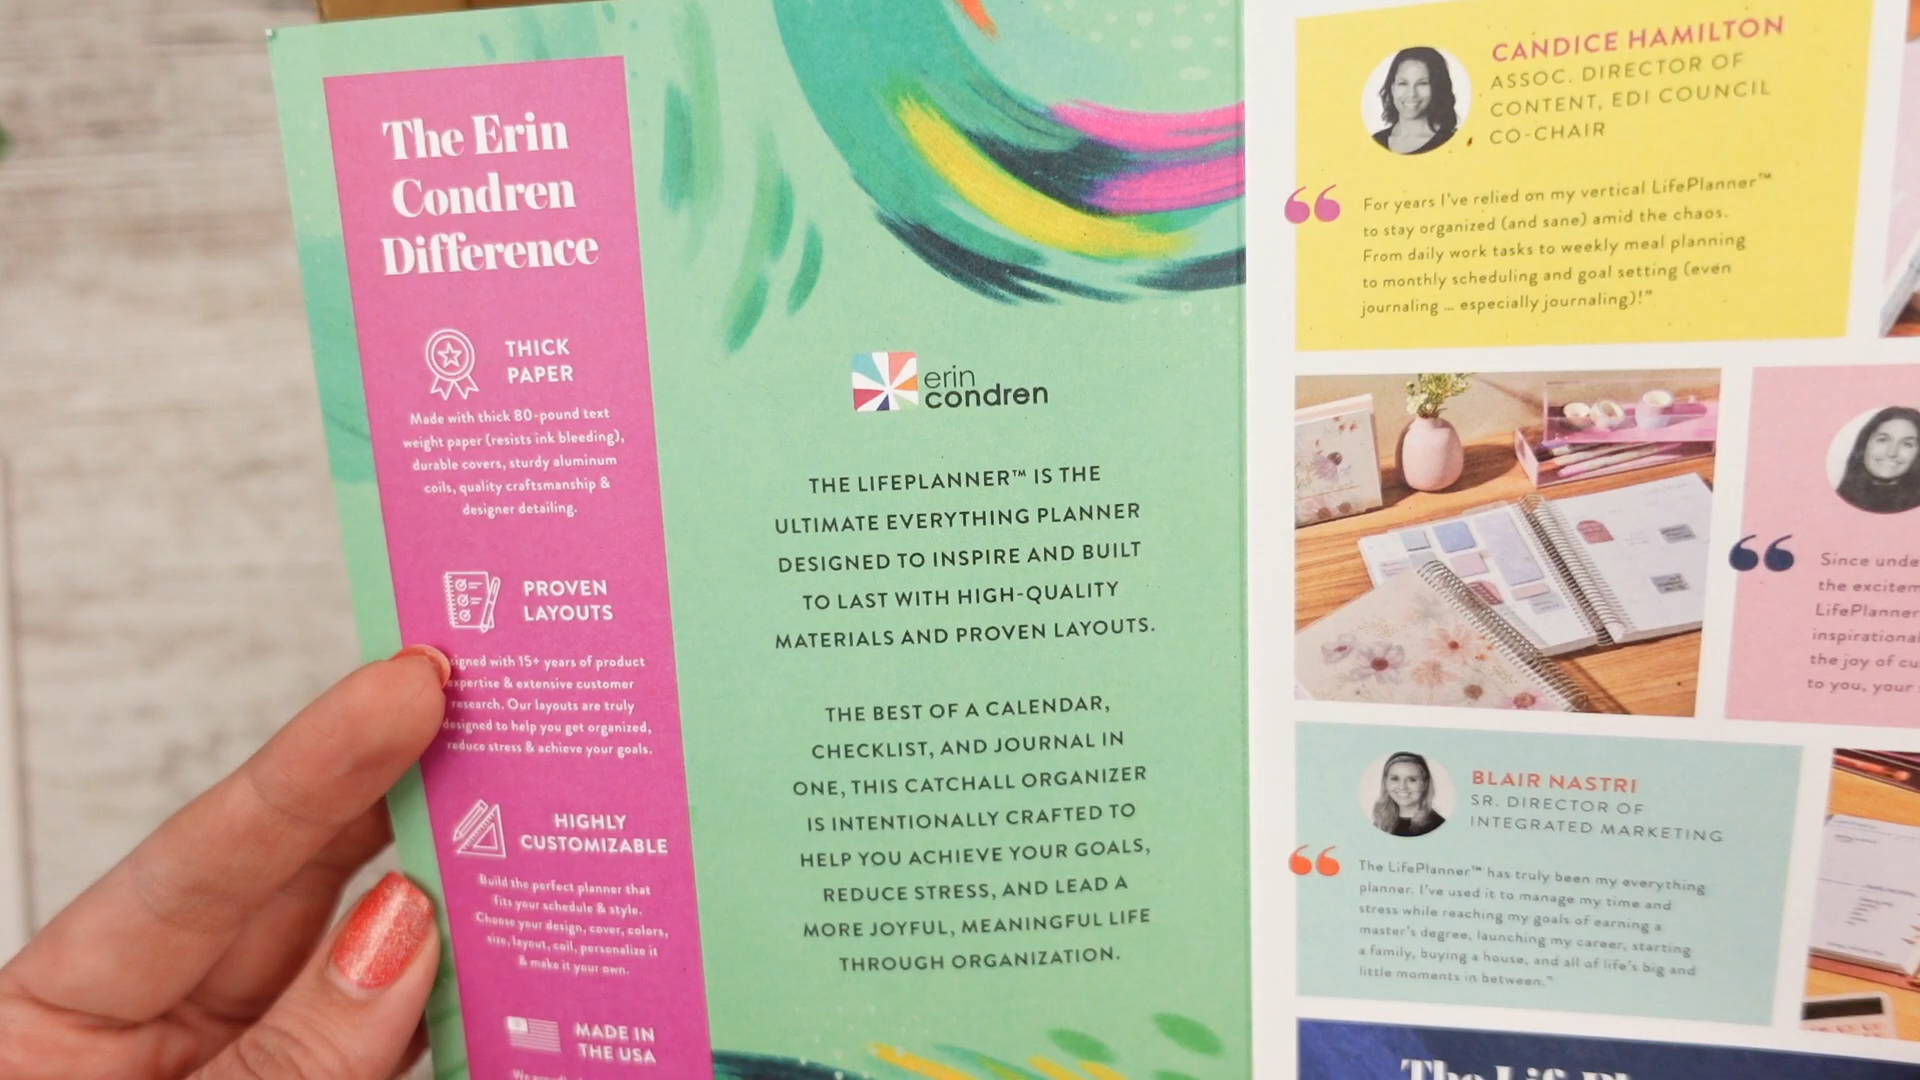 The Erin
Condren
Difference
THICK
PAPER
Made with thick 80-pound text
weight paper (resists ink bleeding),
durable covers, sturdy aluminum
coils, quality craftsmanship &
designer detailing.
PROVEN
LAYOUTS
signed with 15+ years of product
expertise & extensive customer
research. Our layouts are truly
designed to help you get organized,
reduce stress & achieve your goals.
HIGHLY
CUSTOMIZABLE
Build the perfect planner that
fits your schedule & style.
Choose your design, cover, colors,
size, layout, coil, personalize it
& make it your own.
MADE IN
THE USA
erin
condren
THE LIFEPLANNER™ IS THE
ULTIMATE EVERYTHING PLANNER
DESIGNED TO INSPIRE AND BUILT
TO LAST WITH HIGH-QUALITY
MATERIALS AND PROVEN LAYOUTS.
THE BEST OF A CALENDAR,
CHECKLIST, AND JOURNAL IN
ONE, THIS CATCHALL ORGANIZER
IS INTENTIONALLY CRAFTED TO
HELP YOU ACHIEVE YOUR GOALS,
REDUCE STRESS, AND LEAD A
MORE JOYFUL, MEANINGFUL LIFE
THROUGH ORGANIZATION.
CANDICE HAMILTON
ASSOC. DIRECTOR OF
CONTENT, EDI COUNCIL
CO-CHAIR
“ For years I've relied on my vertical LifePlanner™
to stay organized (and sane) amid the chaos.
From daily work tasks to weekly meal planning
to monthly scheduling and goal setting (even
journaling ... especially journaling)!”
“ Since unde
the excitem
LifePlanner
inspirational
the joy of cu
to you, your
BLAIR NASTRI
SR. DIRECTOR OF
INTEGRATED MARKETING
“ The LifePlanner™ has truly been my everything
planner. I've used it to manage my time and
stress while reaching my goals of earning a
master's degree, launching my career, starting
a family, buying a house, and all of life's big and
little moments in between.”